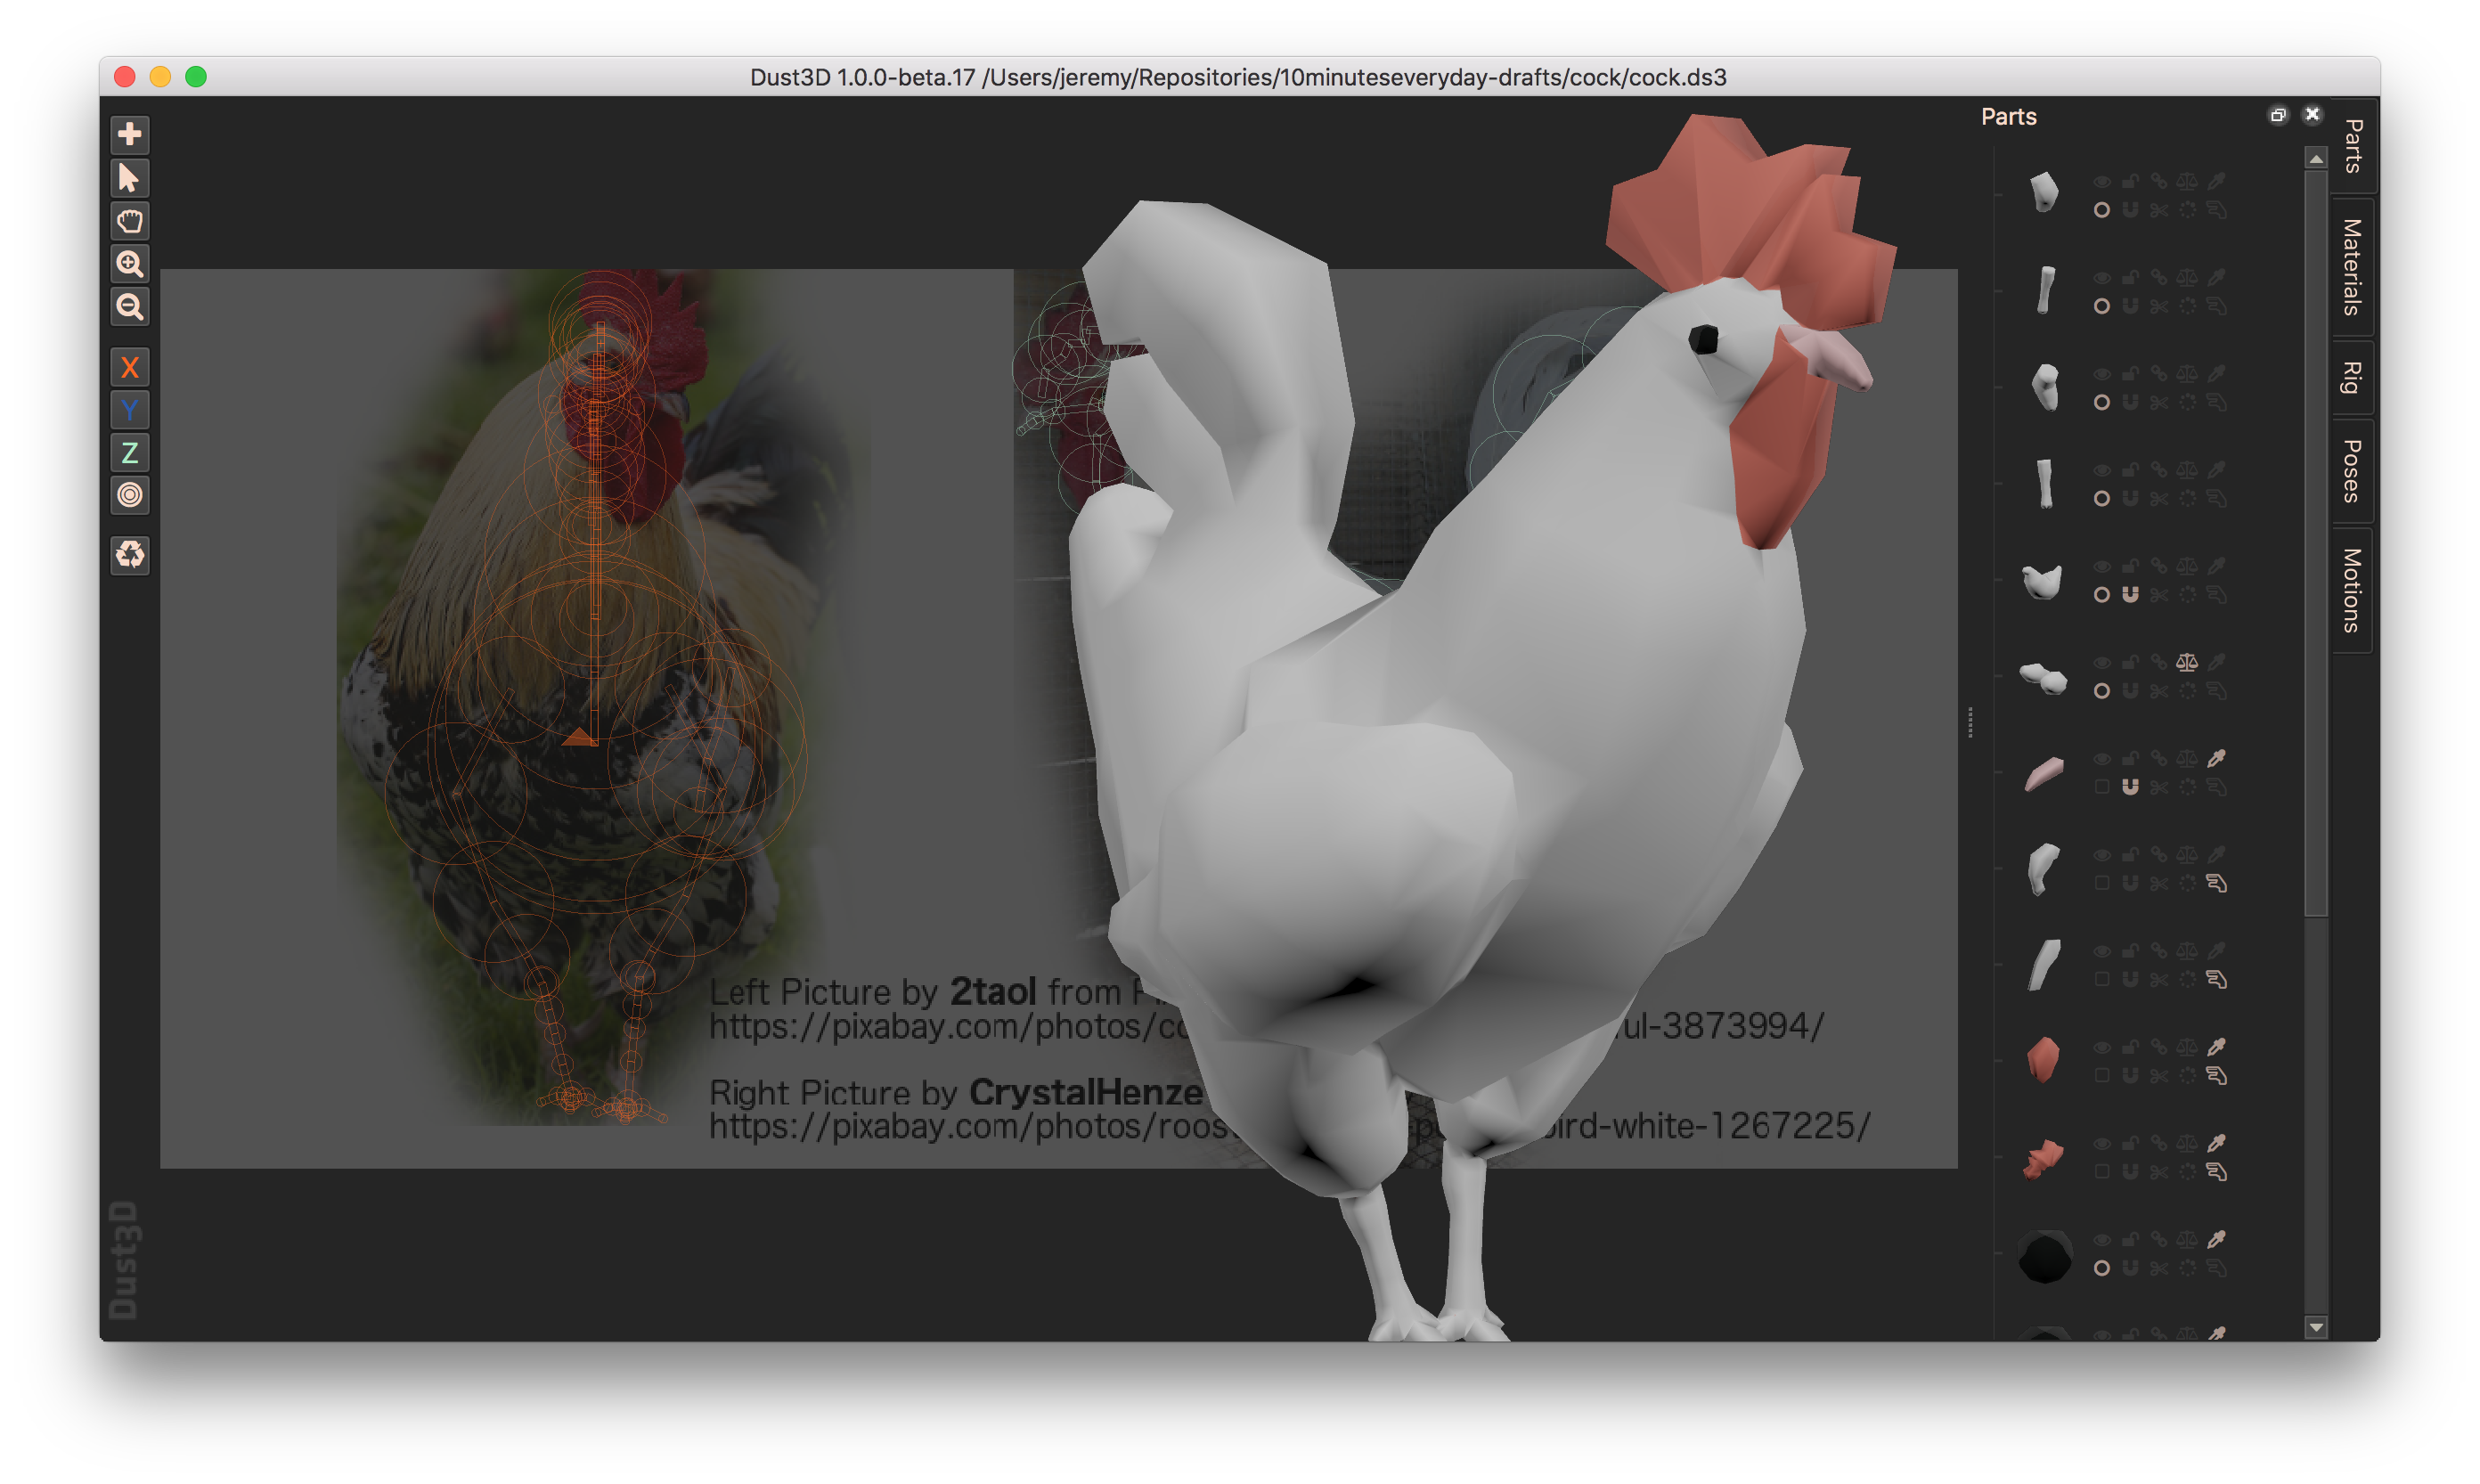 Dust3D 1.0.0-beta.17 /Users/jeremy/Repositories/10minuteseveryday-drafts/cock/cock.ds3
Parts
Parts
Materials
Rig
Poses
Motions
X
Y
Z
Left Picture by 2taol from
https://pixabay.com/photos/co ul-3873994/
Right Picture by CrystalHenze
https://pixabay.com/photos/roos bird-white-1267225/
Dust3D